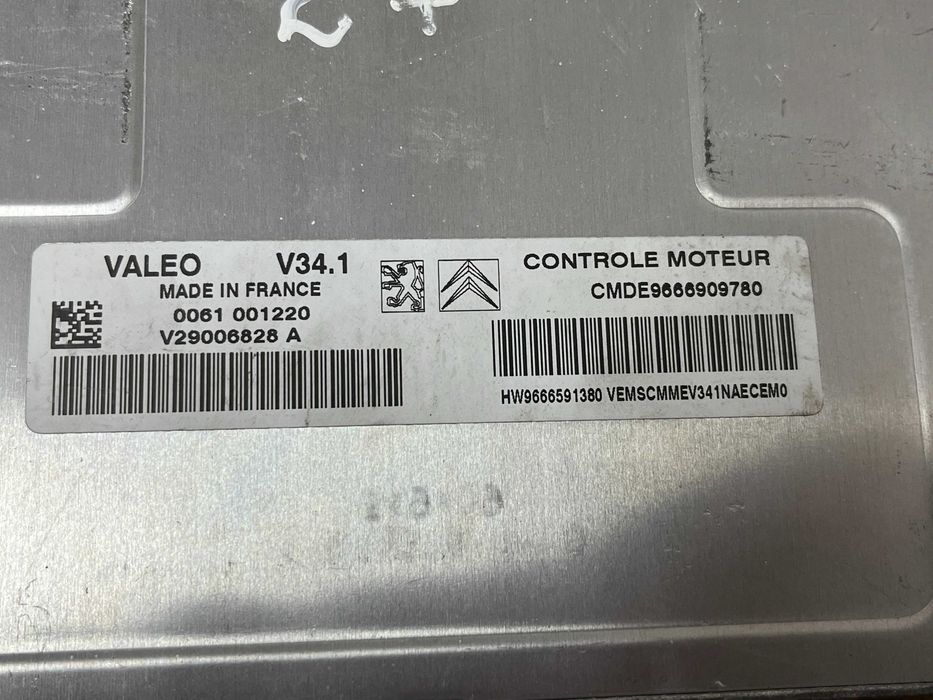 VALEO V34.1
MADE IN FRANCE
0061 001220
V29006828 A
CONTROLE MOTEUR
CMDE9666909780
HW9666591380 VEMSCMMEV341NAECEM0